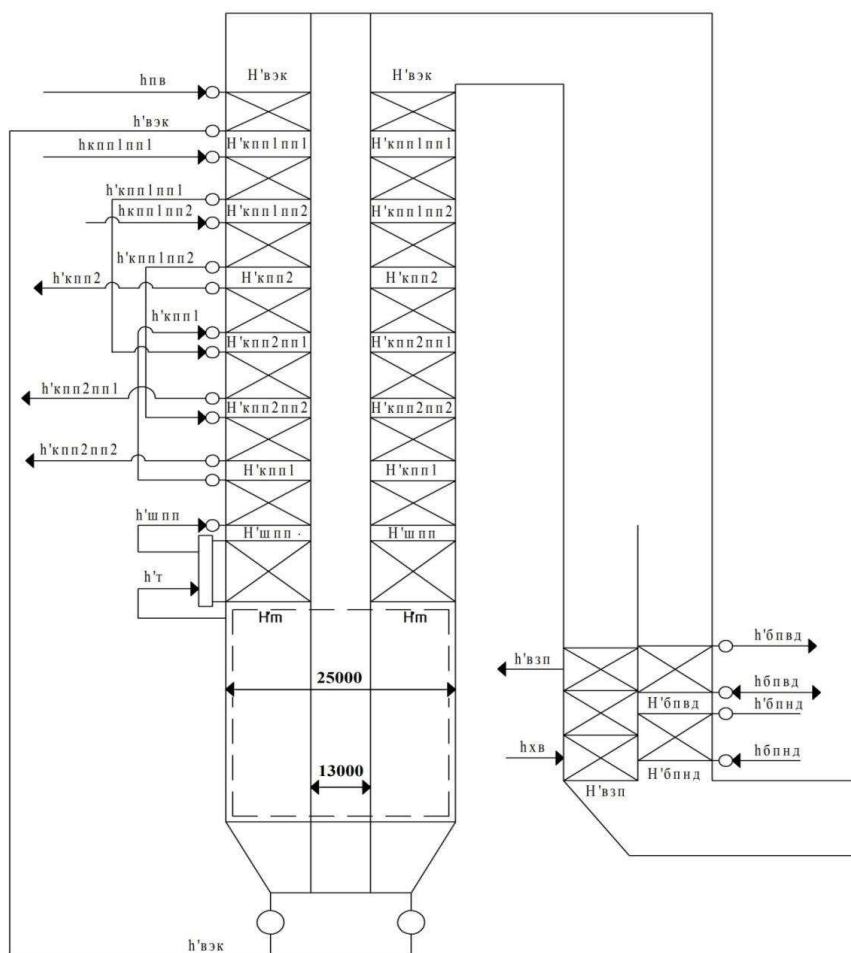 H'вэк H'вэк
hпв
h'вэк
H'кпп1пп1 H'кпп1пп1
hкпп1пп1
h'кпп1пп1
H'кпп1пп2 H'кпп1пп2
hкпп1пп2
h'кпп1пп2
H'кпп2 H'кпп2
h'кпп2
h'кпп1
H'кпп2пп1 H'кпп2пп1
h'кпп2пп1
H'кпп2пп2 H'кпп2пп2
h'кпп2пп2
H'кпп1 H'кпп1
h'шпп
H'шпп H'шпп
h'т
H'm H'm
25000
13000
h'взп
h'бпвд
hбпвд
H'бпвд
h'бпнд
hхв
hбпнд
H'бпнд
H'взп
h'вэк